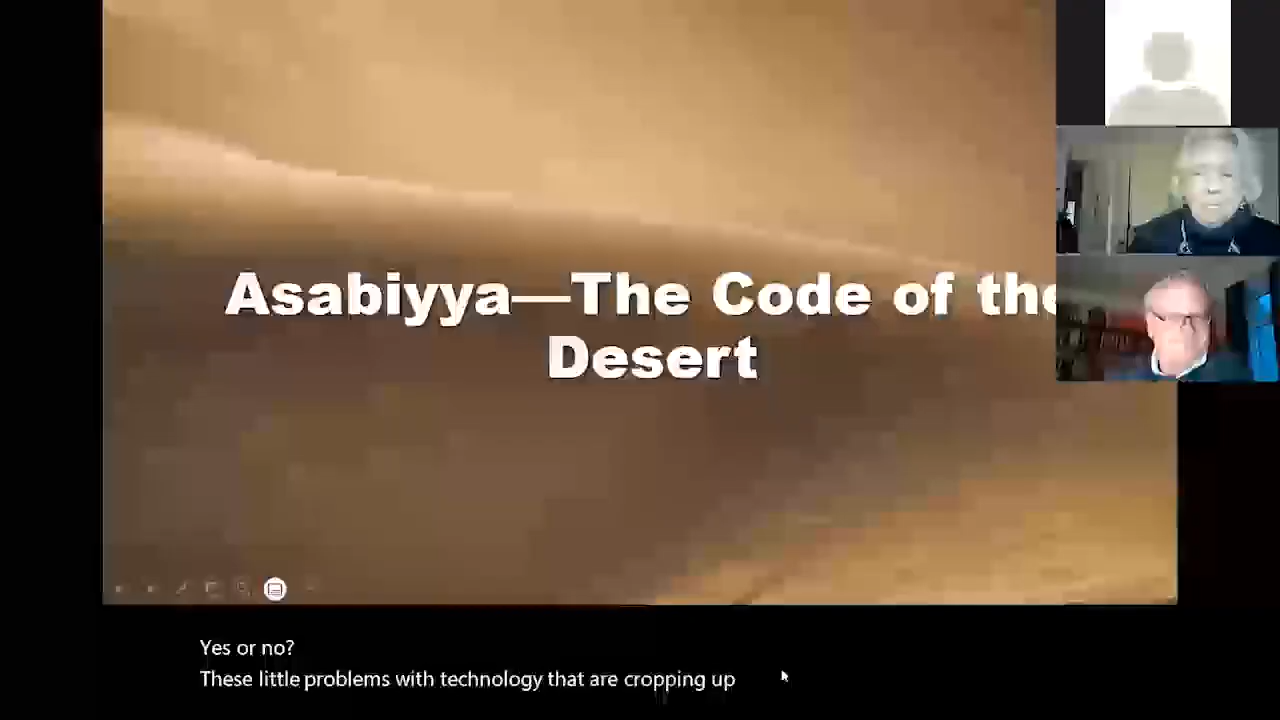 Asabiyya—The Code of the
Desert
Yes or no?
These little problems with technology that are cropping up